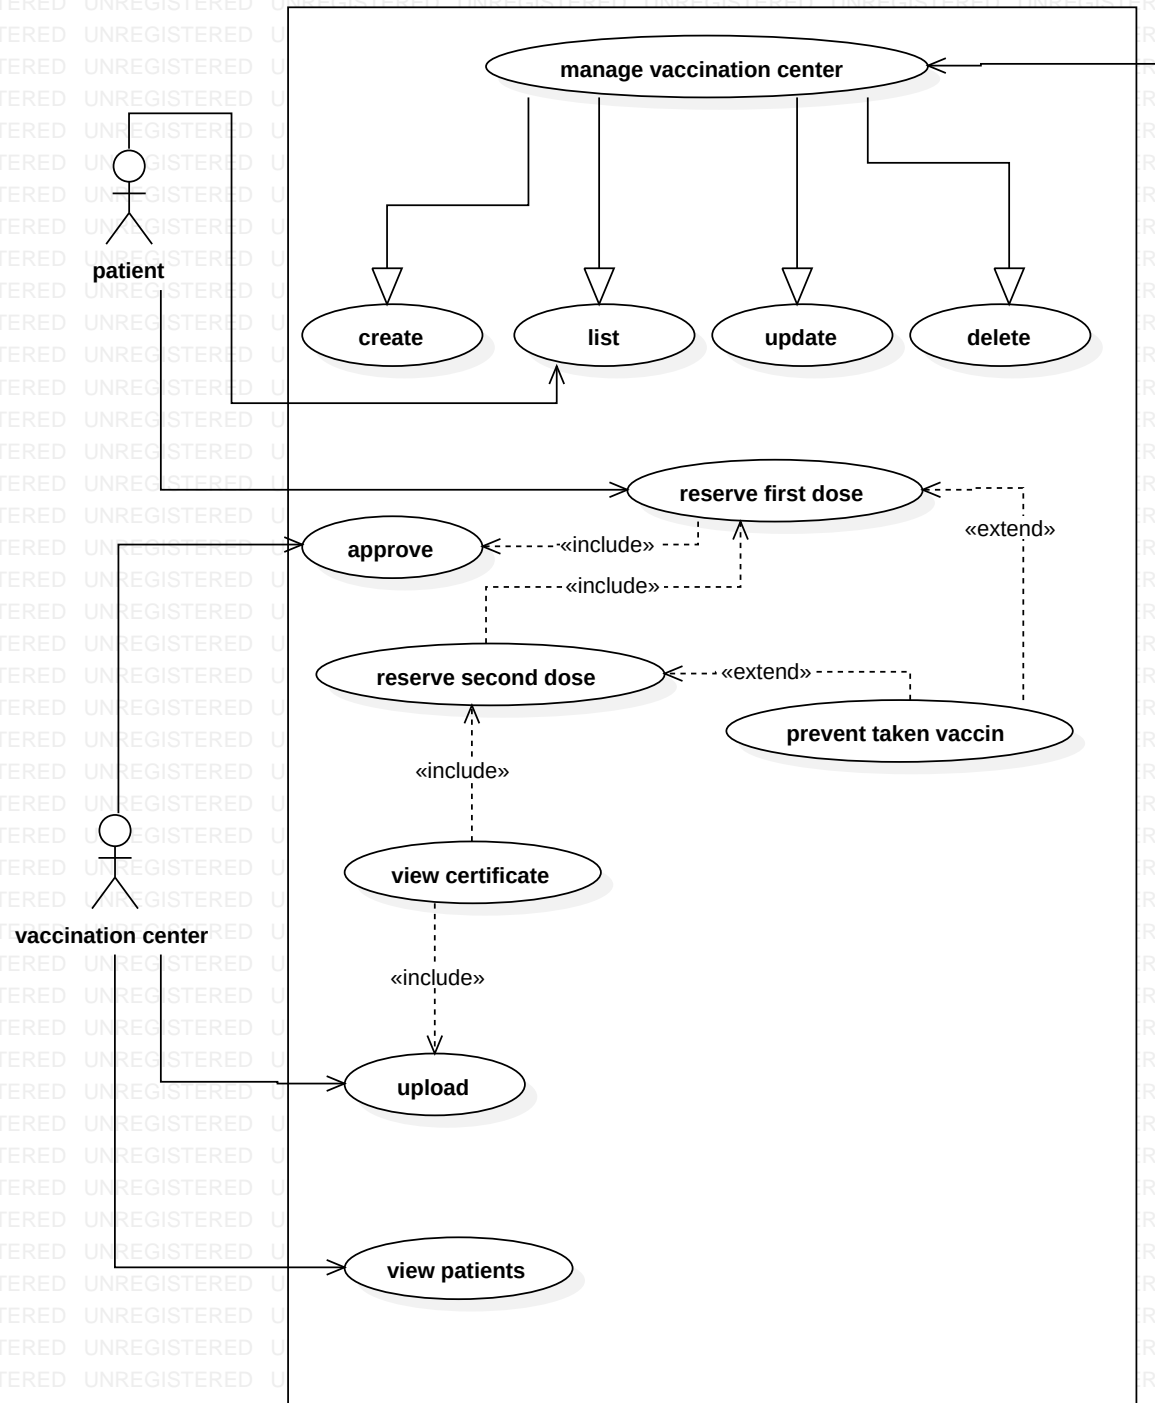 manage vaccination center
patient
create
list
update
delete
reserve first dose
«extend»
approve
«include»
«include»
reserve second dose
«extend»
prevent taken vaccin
«include»
view certificate
vaccination center
«include»
upload
view patients
UNREGISTERED